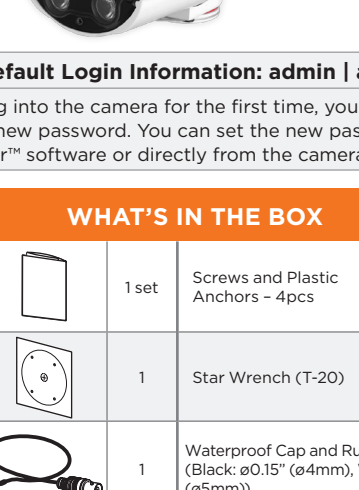 efault Login Information: admin |
g into the camera for the first time, you
new password. You can set the new pas
r™ software or directly from the camera
WHAT'S IN THE BOX
1 set
Screws and Plastic
Anchors – 4pcs
1
Star Wrench (T-20)
1
Waterproof Cap and Ru
(Black: ø0.15" (ø4mm),
(ø5mm))